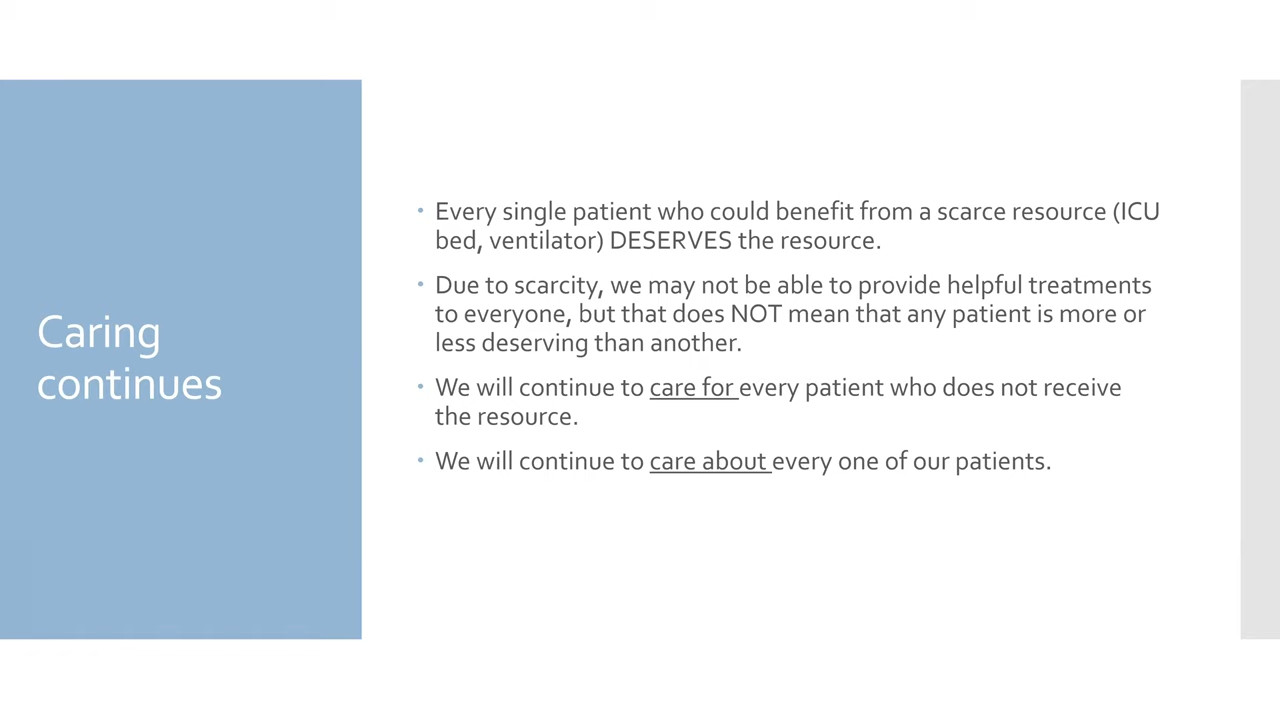 Caring
continues
• Every single patient who could benefit from a scarce resource (ICU
bed, ventilator) DESERVES the resource.
• Due to scarcity, we may not be able to provide helpful treatments
to everyone, but that does NOT mean that any patient is more or
less deserving than another.
• We will continue to care for every patient who does not receive
the resource.
• We will continue to care about every one of our patients.